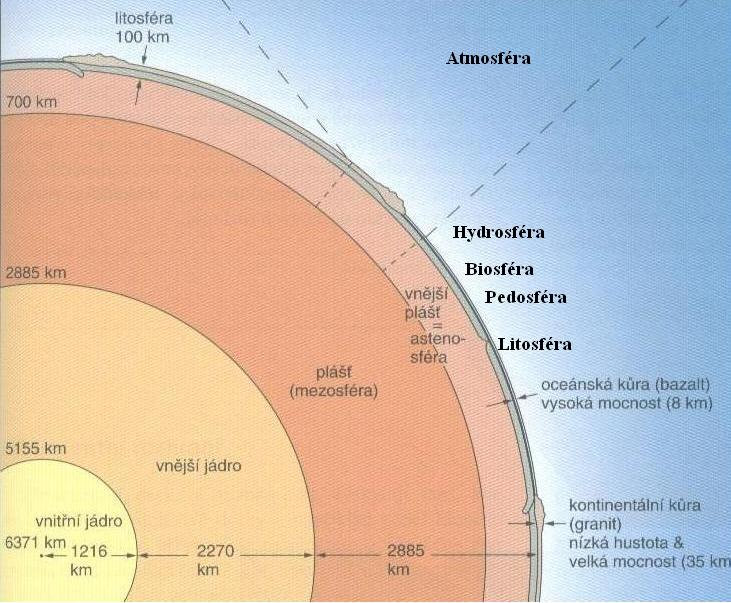 litosféra
100 km
Atmosféra
700 km
Hydrosféra
Biosféra
Pedosféra
Litosféra
2885 km
vnější
plášť
=
asteno-
sféra
plášť
(mezosféra)
oceánská kůra (bazalt)
vysoká mocnost (8 km)
5155 km
vnější jádro
vnitřní jádro
6371 km
1216
km
2270
km
2885
km
kontinentální kůra
(granit)
nízká hustota &
velká mocnost (35 km